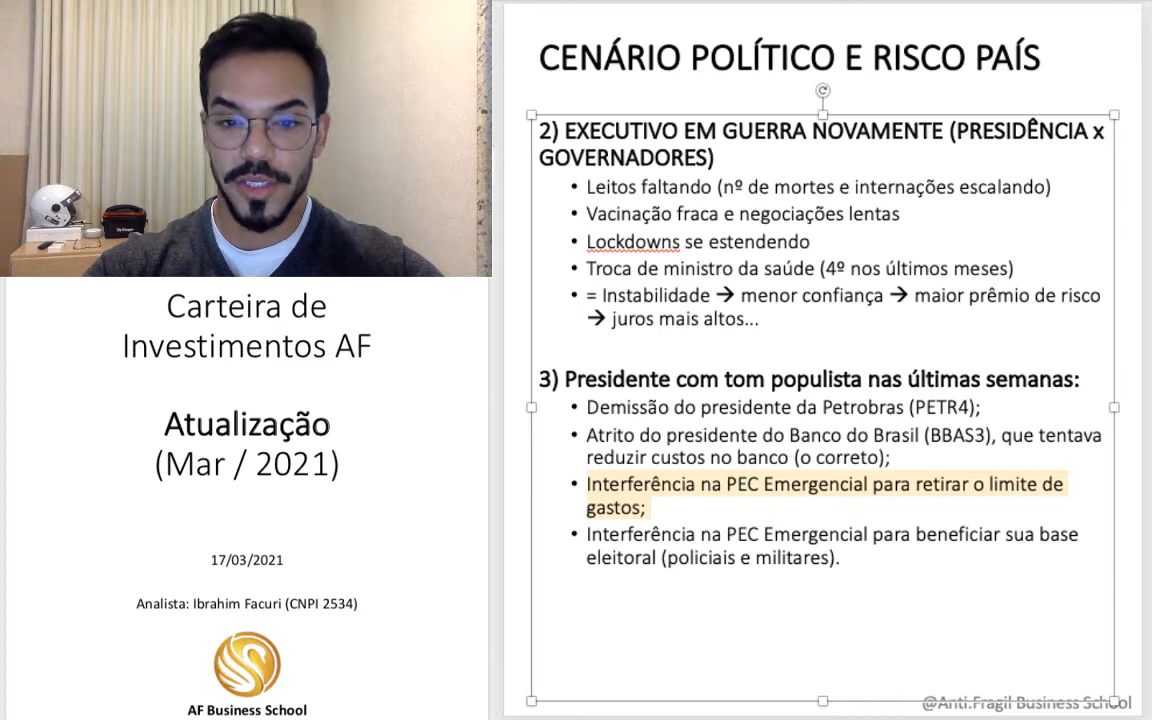 Carteira de
Investimentos AF
Atualização
(Mar / 2021)
17/03/2021
Analista: Ibrahim Facuri (CNPI 2534)
AF Business School
CENÁRIO POLÍTICO E RISCO PAÍS
2) EXECUTIVO EM GUERRA NOVAMENTE (PRESIDÊNCIA x
GOVERNADORES)
• Leitos faltando (nº de mortes e internações escalando)
• Vacinação fraca e negociações lentas
• Lockdowns se estendendo
• Troca de ministro da saúde (4º nos últimos meses)
• = Instabilidade → menor confiança → maior prêmio de risco
→ juros mais altos...
3) Presidente com tom populista nas últimas semanas:
• Demissão do presidente da Petrobras (PETR4);
• Atrito do presidente do Banco do Brasil (BBAS3), que tentava
reduzir custos no banco (o correto);
• Interferência na PEC Emergencial para retirar o limite de
gastos;
• Interferência na PEC Emergencial para beneficiar sua base
eleitoral (policiais e militares).
@Anti.Fragil Business School